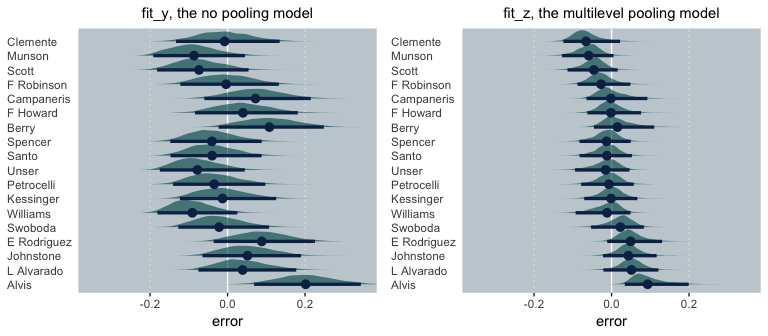 fit_y, the no pooling model
Clemente
Munson
Scott
F Robinson
Campaneris
F Howard
Berry
Spencer
Santo
Unser
Petrocelli
Kessinger
Williams
Swoboda
E Rodriguez
Johnstone
L Alvarado
Alvis
-0.2 0.0 0.2
error
fit_z, the multilevel pooling model
Clemente
Munson
Scott
F Robinson
Campaneris
F Howard
Berry
Spencer
Santo
Unser
Petrocelli
Kessinger
Williams
Swoboda
E Rodriguez
Johnstone
L Alvarado
Alvis
-0.2 0.0 0.2
error